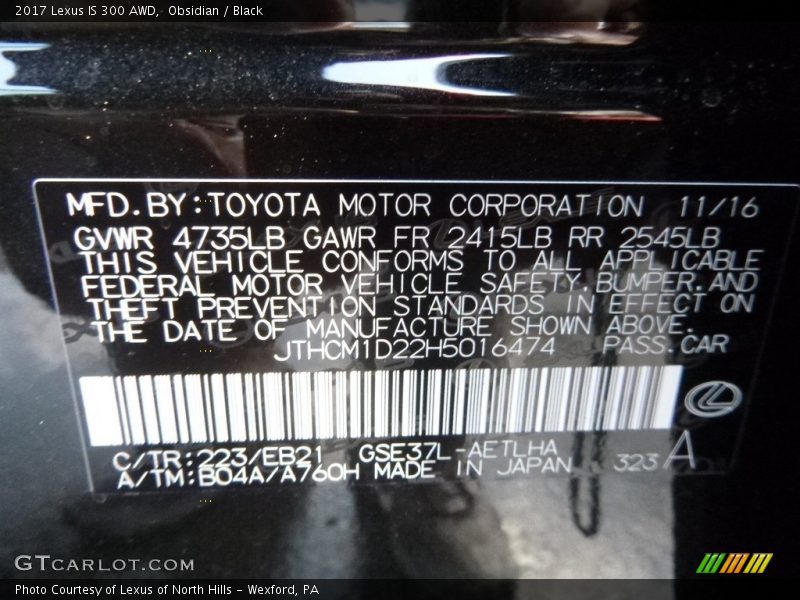 2017 Lexus IS 300 AWD, Obsidian / Black
MFD.BY:TOYOTA MOTOR CORPORATION 11/16
GVWR 4735LB GAWR FR 2415LB RR 2545LB
THIS VEHICLE CONFORMS TO ALL APPLICABLE
FEDERAL MOTOR VEHICLE SAFETY,BUMPER,AND
THEFT PREVENTION STANDARDS IN EFFECT ON
THE DATE OF MANUFACTURE SHOWN ABOVE.
JTHCM1D22H5016474 PASS.CAR
C/TR:223/EB21 GSE37L-AETLHA
A/TM:B04A/A760H MADE IN JAPAN 323 A
GTCARLOT.COM
Photo Courtesy of Lexus of North Hills - Wexford, PA